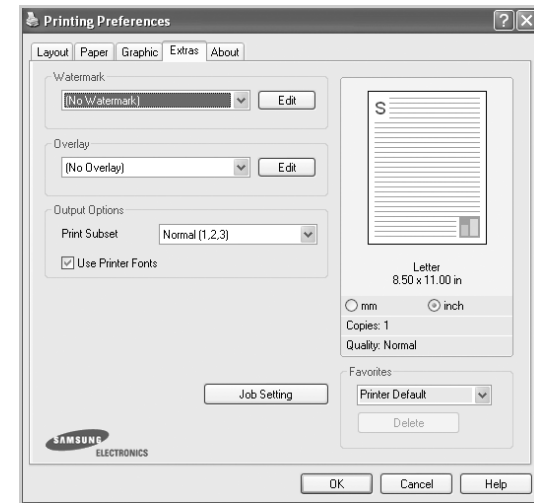 Printing Preferences
Layout Paper Graphic Extras About
Watermark
(No Watermark) Edit
Overlay
(No Overlay) Edit
Output Options
Print Subset Normal (1,2,3)
Use Printer Fonts
Job Setting
SAMSUNG
ELECTRONICS
S
Letter
8.50 x 11.00 in
mm inch
Copies: 1
Quality: Normal
Favorites
Printer Default
Delete
OK Cancel Help